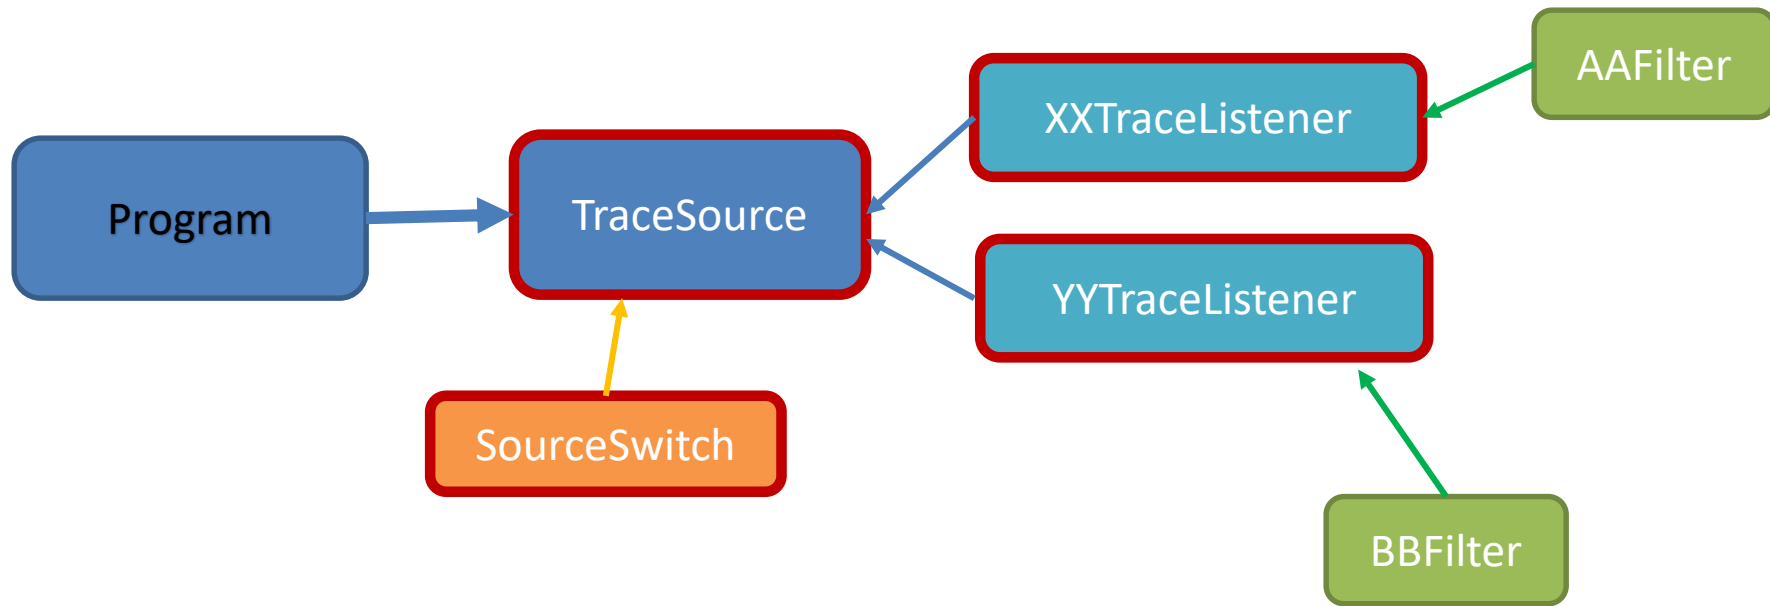 AAFilter
XXTraceListener
Program
TraceSource
YYTraceListener
SourceSwitch
BBFilter